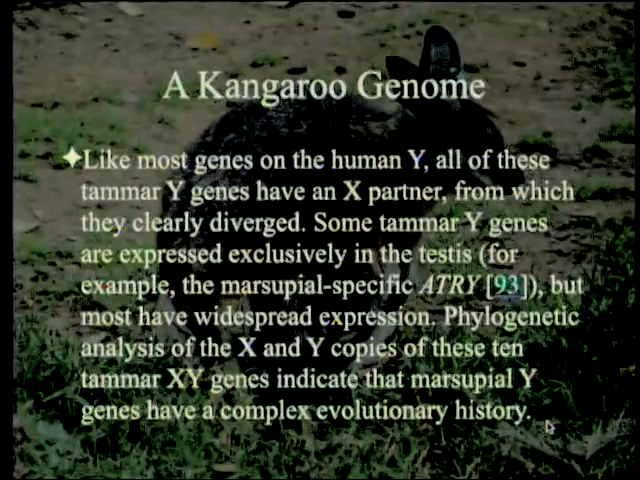 A Kangaroo Genome
✦Like most genes on the human Y, all of these
tammar Y genes have an X partner, from which
they clearly diverged. Some tammar Y genes
are expressed exclusively in the testis (for
example, the marsupial-specific ATRY [93]), but
most have widespread expression. Phylogenetic
analysis of the X and Y copies of these ten
tammar XY genes indicate that marsupial Y
genes have a complex evolutionary history.